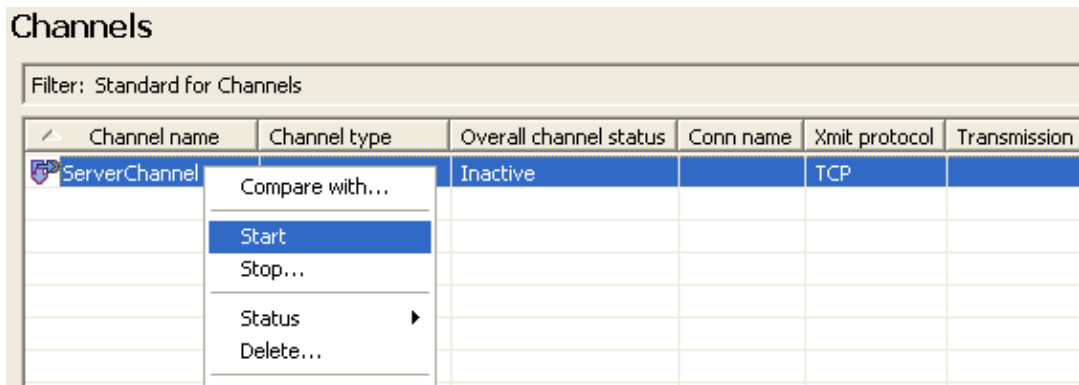 Channels
Filter: Standard for Channels
Channel name Channel type Overall channel status Conn name Xmit protocol Transmission
ServerChannel Inactive TCP
Compare with...
Start
Stop...
Status
Delete...